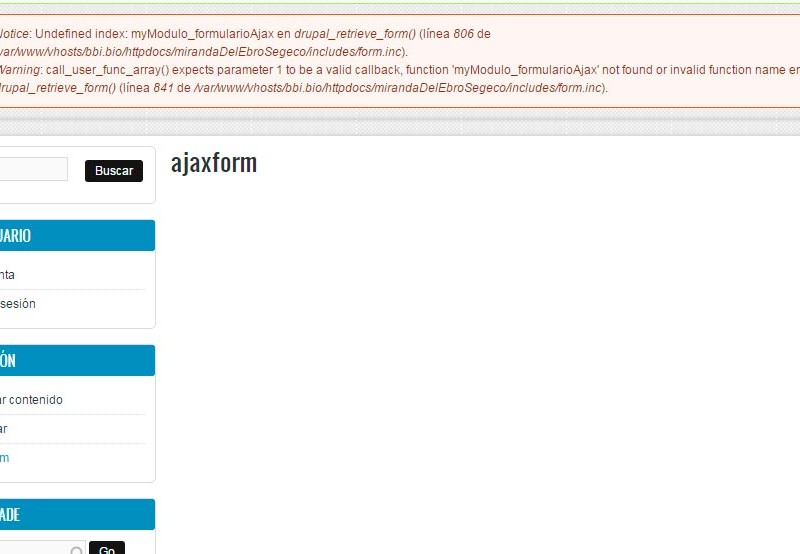 Notice: Undefined index: myModulo_formularioAjax en drupal_retrieve_form() (línea 806 de
/var/www/vhosts/bbi.bio/httpdocs/mirandaDelEbroSegeco/includes/form.inc).
Warning: call_user_func_array() expects parameter 1 to be a valid callback, function 'myModulo_formularioAjax' not found or invalid function name en
drupal_retrieve_form() (línea 841 de /var/www/vhosts/bbi.bio/httpdocs/mirandaDelEbroSegeco/includes/form.inc).
Buscar
ajaxform
UARIO
nta
sesión
ÓN
ar contenido
ar
m
ADE
Go